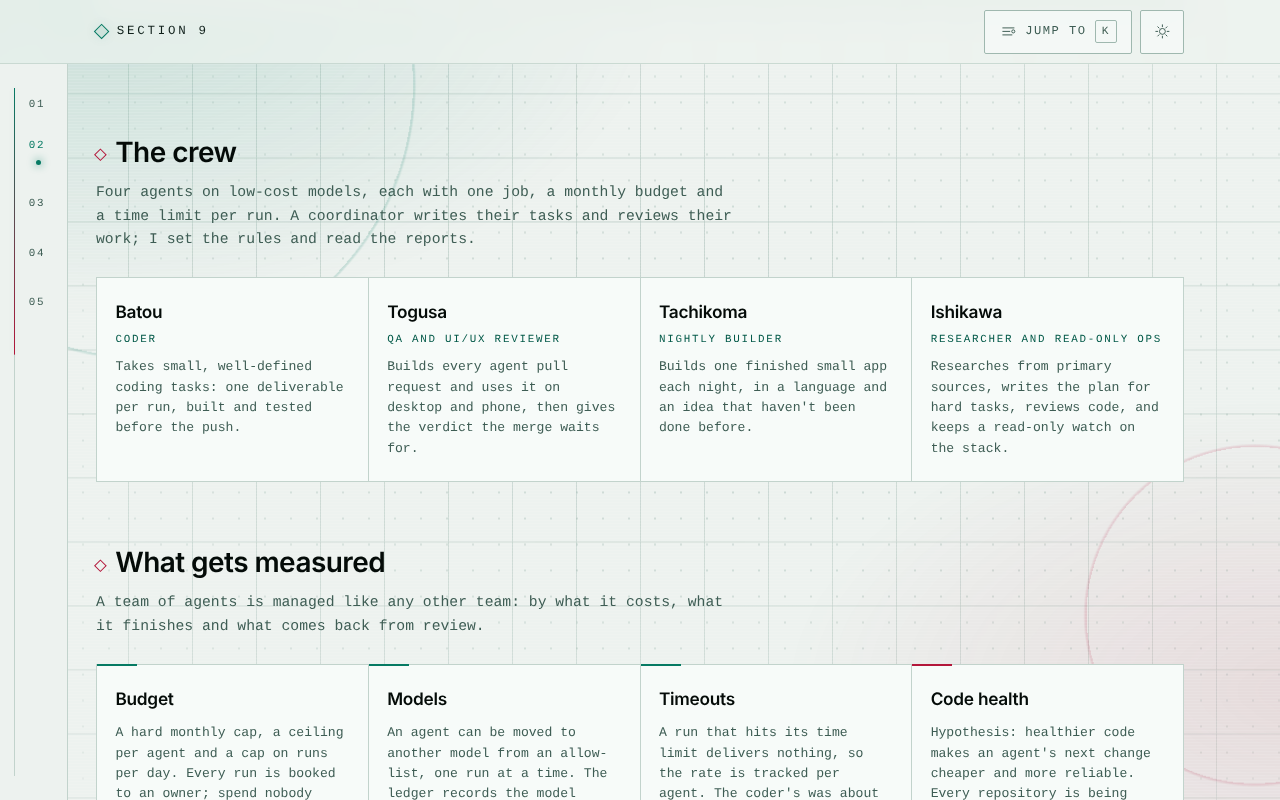 SECTION 9
JUMP TO K
01
02
03
04
05
The crew
Four agents on low-cost models, each with one job, a monthly budget and
a time limit per run. A coordinator writes their tasks and reviews their
work; I set the rules and read the reports.
Batou
CODER
Takes small, well-defined
coding tasks: one deliverable
per run, built and tested
before the push.
Togusa
QA AND UI/UX REVIEWER
Builds every agent pull
request and uses it on
desktop and phone, then gives
the verdict the merge waits
for.
Tachikoma
NIGHTLY BUILDER
Builds one finished small app
each night, in a language and
an idea that haven't been
done before.
Ishikawa
RESEARCHER AND READ-ONLY OPS
Researches from primary
sources, writes the plan for
hard tasks, reviews code, and
keeps a read-only watch on
the stack.
What gets measured
A team of agents is managed like any other team: by what it costs, what
it finishes and what comes back from review.
Budget
A hard monthly cap, a ceiling
per agent and a cap on runs
per day. Every run is booked
to an owner; spend nobody
Models
An agent can be moved to
another model from an allow-
list, one run at a time. The
ledger records the model
Timeouts
A run that hits its time
limit delivers nothing, so
the rate is tracked per
agent. The coder's was about
Code health
Hypothesis: healthier code
makes an agent's next change
cheaper and more reliable.
Every repository is being